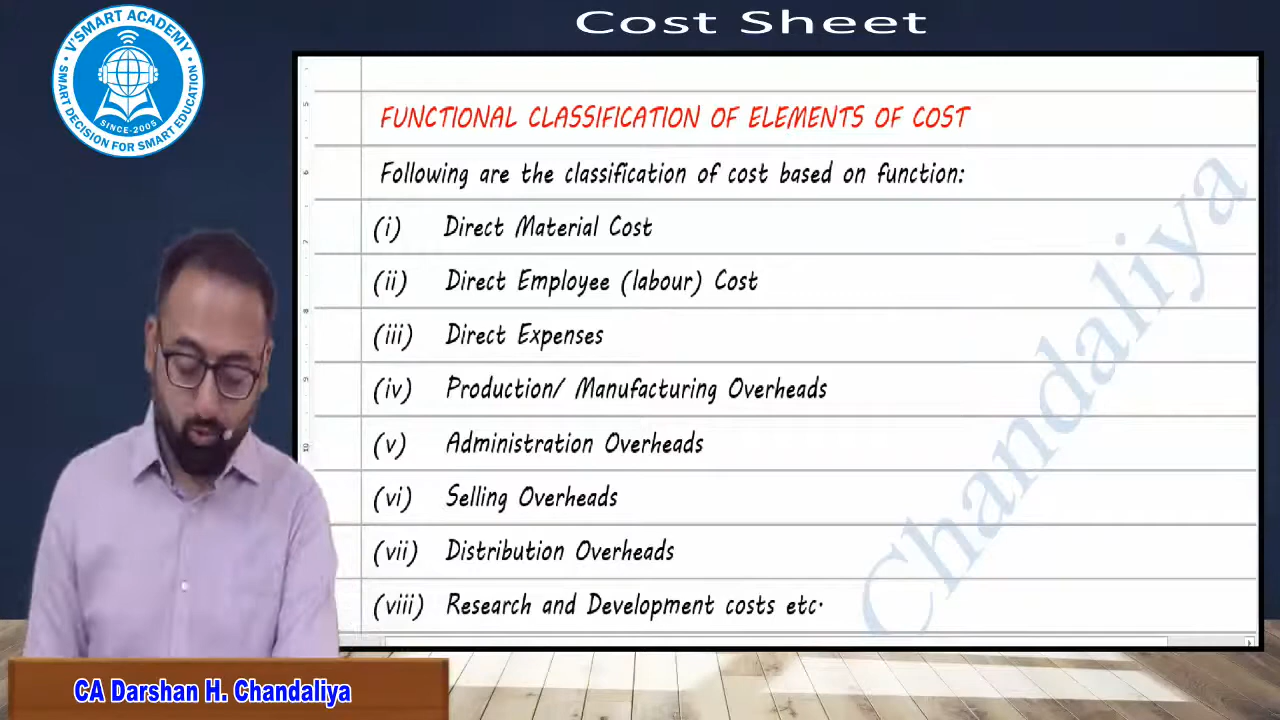 Cost Sheet
V'SMART ACADEMY
SINCE-2005
SMART DECISION FOR SMART EDUCATION
FUNCTIONAL CLASSIFICATION OF ELEMENTS OF COST
Following are the classification of cost based on function:
(i) Direct Material Cost
(ii) Direct Employee (labour) Cost
(iii) Direct Expenses
(iv) Production/ Manufacturing Overheads
(v) Administration Overheads
(vi) Selling Overheads
(vii) Distribution Overheads
(viii) Research and Development costs etc.
Chandaliya
CA Darshan H. Chandaliya